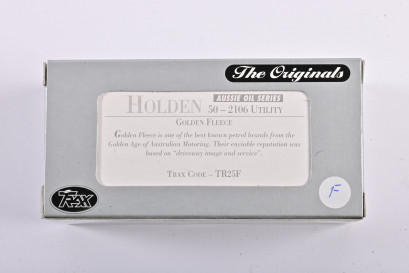 The Originals
HOLDEN AUSSIE OIL SERIES
50 – 2106 UTILITY
GOLDEN FLEECE
Golden Fleece is one of the best known petrol brands from the
Golden Age of Australian Motoring. Their enviable reputation was
based on "driveway image and service".
TRAX CODE – TR25F
TRAX
F